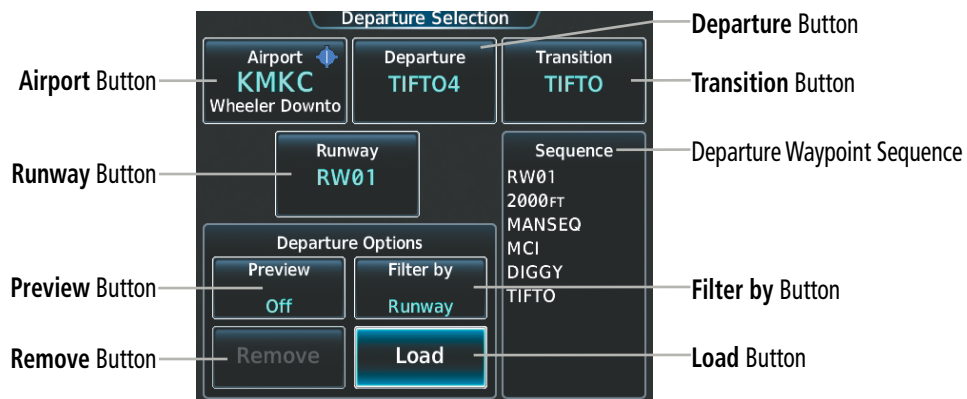 Departure Selection
Departure Button
Airport
KMKC
Wheeler Downto
Departure
TIFTO4
Transition
TIFTO
Airport Button
Transition Button
Runway
RW01
Runway Button
Sequence
RW01
2000FT
MANSEQ
MCI
DIGGY
TIFTO
Departure Waypoint Sequence
Departure Options
Preview
Off
Filter by
Runway
Preview Button
Filter by Button
Remove
Load
Remove Button
Load Button